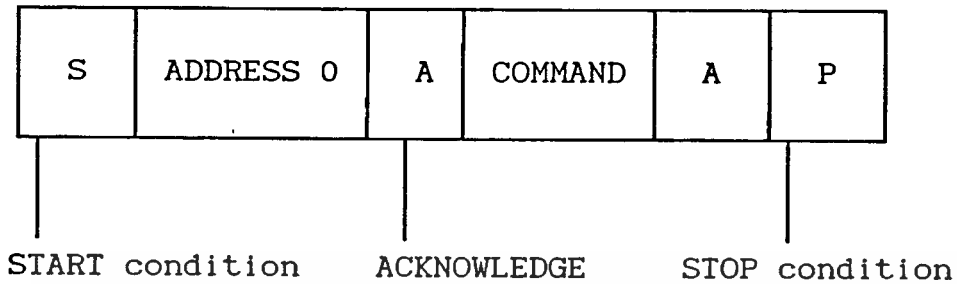 S ADDRESS 0 A COMMAND A P
START condition ACKNOWLEDGE STOP condition